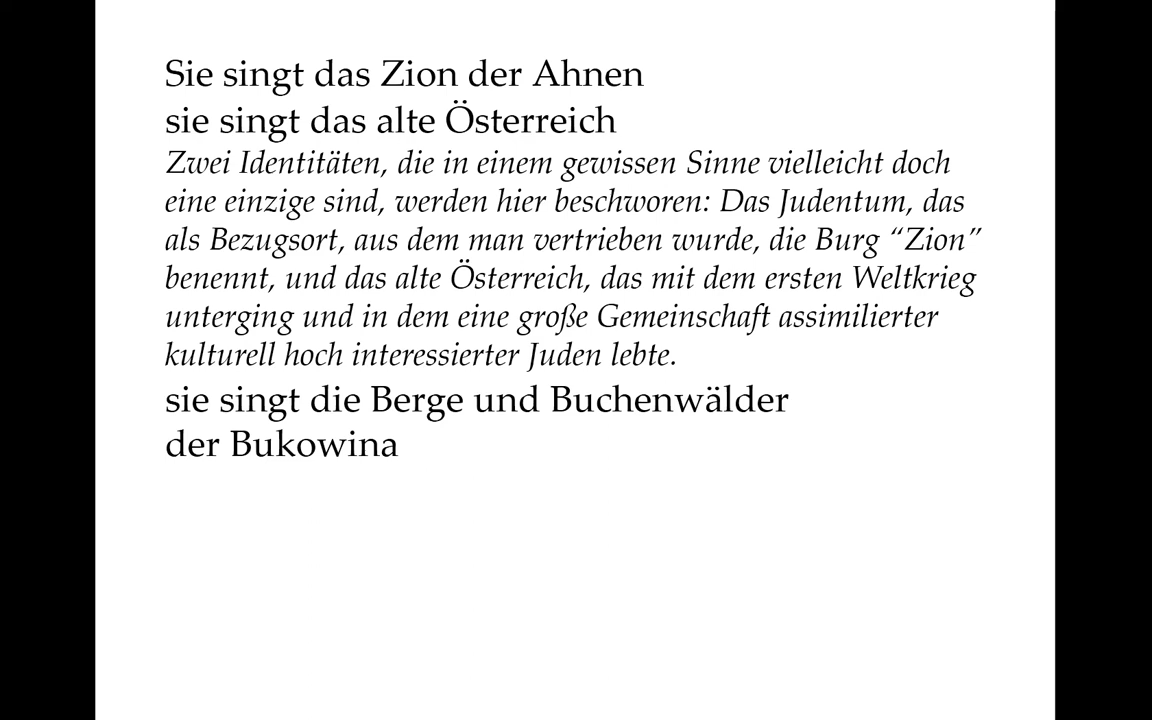 Sie singt das Zion der Ahnen
sie singt das alte Österreich
Zwei Identitäten, die in einem gewissen Sinne vielleicht doch
eine einzige sind, werden hier beschworen: Das Judentum, das
als Bezugsort, aus dem man vertrieben wurde, die Burg “Zion”
benennt, und das alte Österreich, das mit dem ersten Weltkrieg
unterging und in dem eine große Gemeinschaft assimilierter
kulturell hoch interessierter Juden lebte.
sie singt die Berge und Buchenwälder
der Bukowina